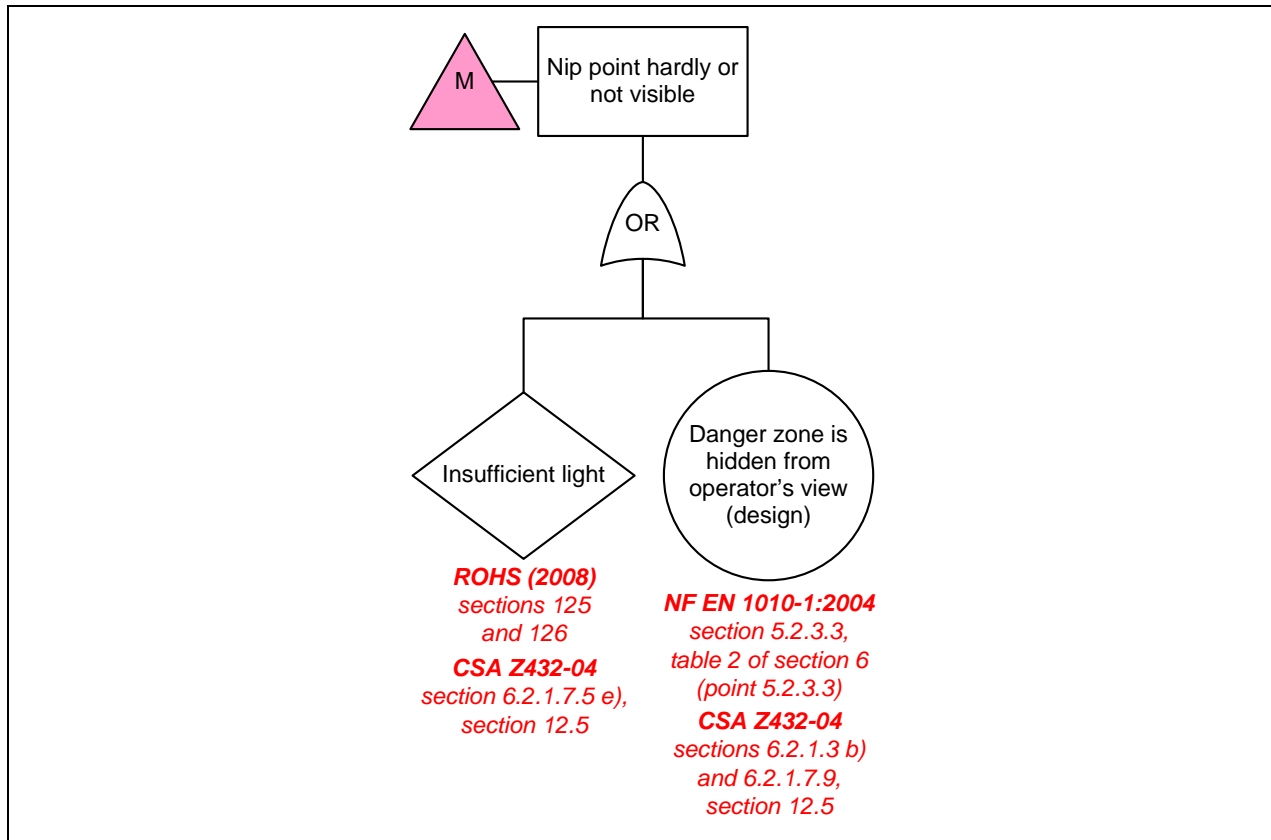 M
Nip point hardly or
not visible
OR
Insufficient light
ROHS (2008)
sections 125
and 126
CSA Z432-04
section 6.2.1.7.5 e),
section 12.5
Danger zone is
hidden from
operator’s view
(design)
NF EN 1010-1:2004
section 5.2.3.3,
table 2 of section 6
(point 5.2.3.3)
CSA Z432-04
sections 6.2.1.3 b)
and 6.2.1.7.9,
section 12.5